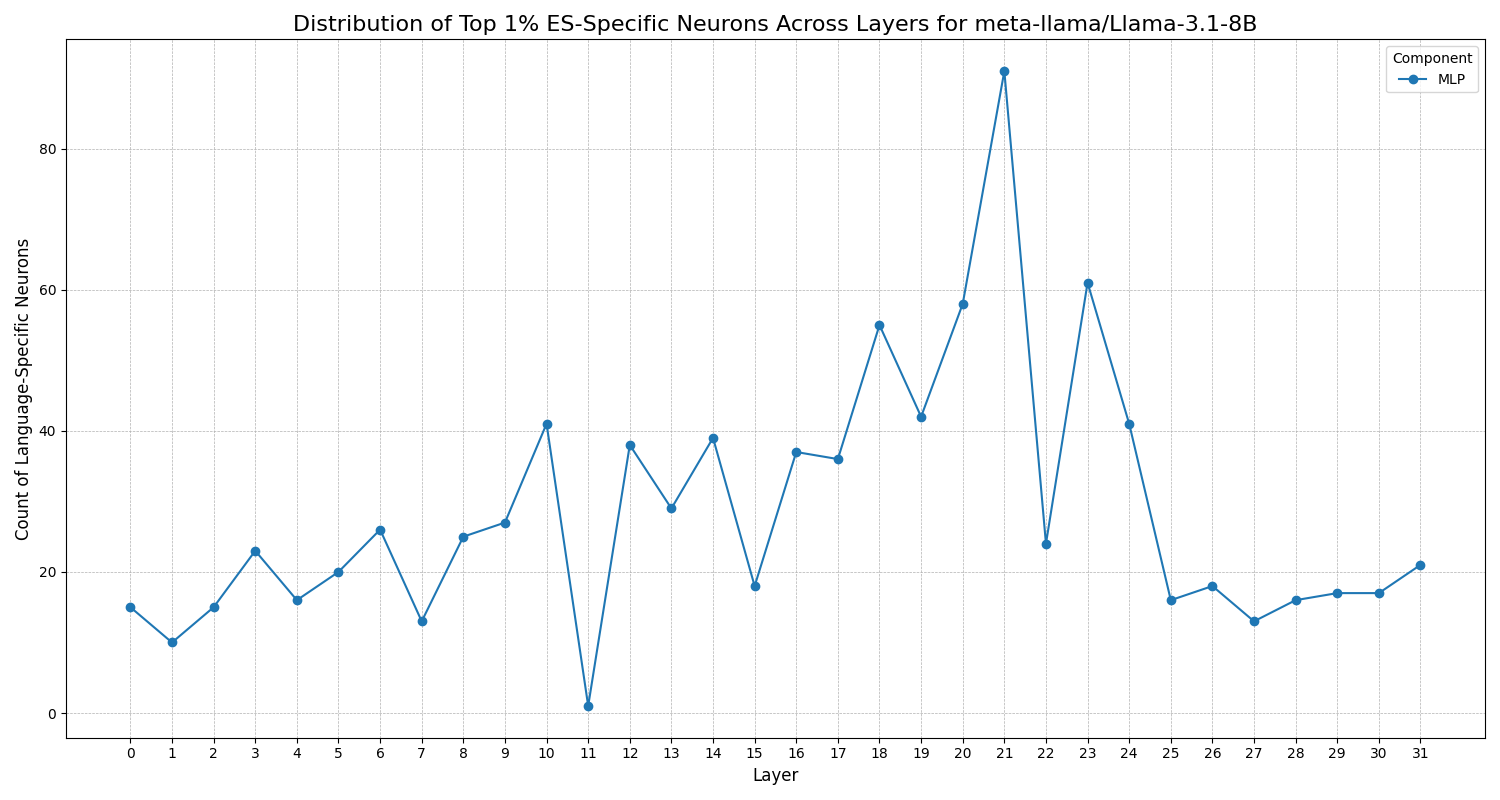 Distribution of Top 1% ES-Specific Neurons Across Layers for meta-llama/Llama-3.1-8B
Component
MLP
Count of Language-Specific Neurons
80
60
40
20
0
0 1 2 3 4 5 6 7 8 9 10 11 12 13 14 15 16 17 18 19 20 21 22 23 24 25 26 27 28 29 30 31
Layer